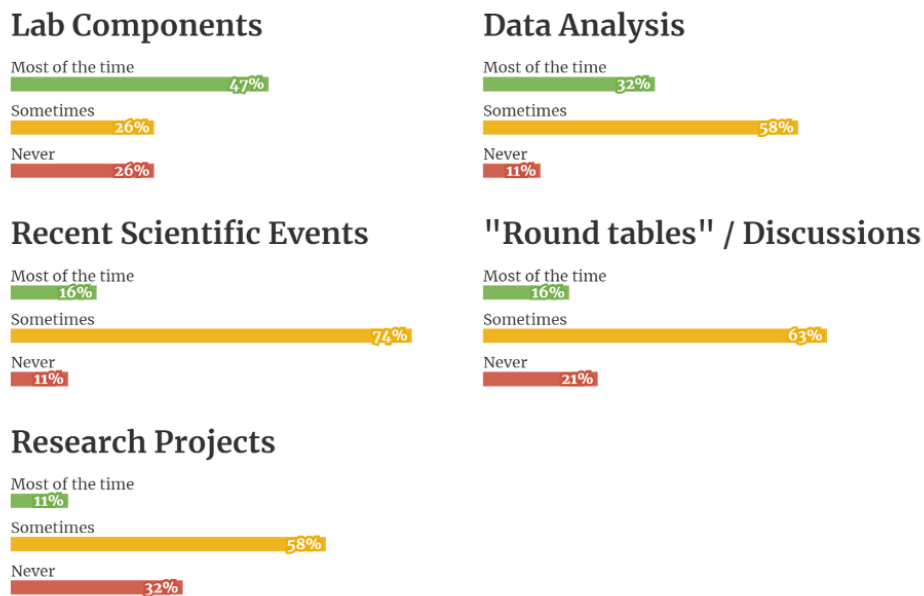 Lab Components
Most of the time
47%
Sometimes
26%
Never
26%
Data Analysis
Most of the time
32%
Sometimes
58%
Never
11%
Recent Scientific Events
Most of the time
16%
Sometimes
74%
Never
11%
"Round tables" / Discussions
Most of the time
16%
Sometimes
63%
Never
21%
Research Projects
Most of the time
11%
Sometimes
58%
Never
32%